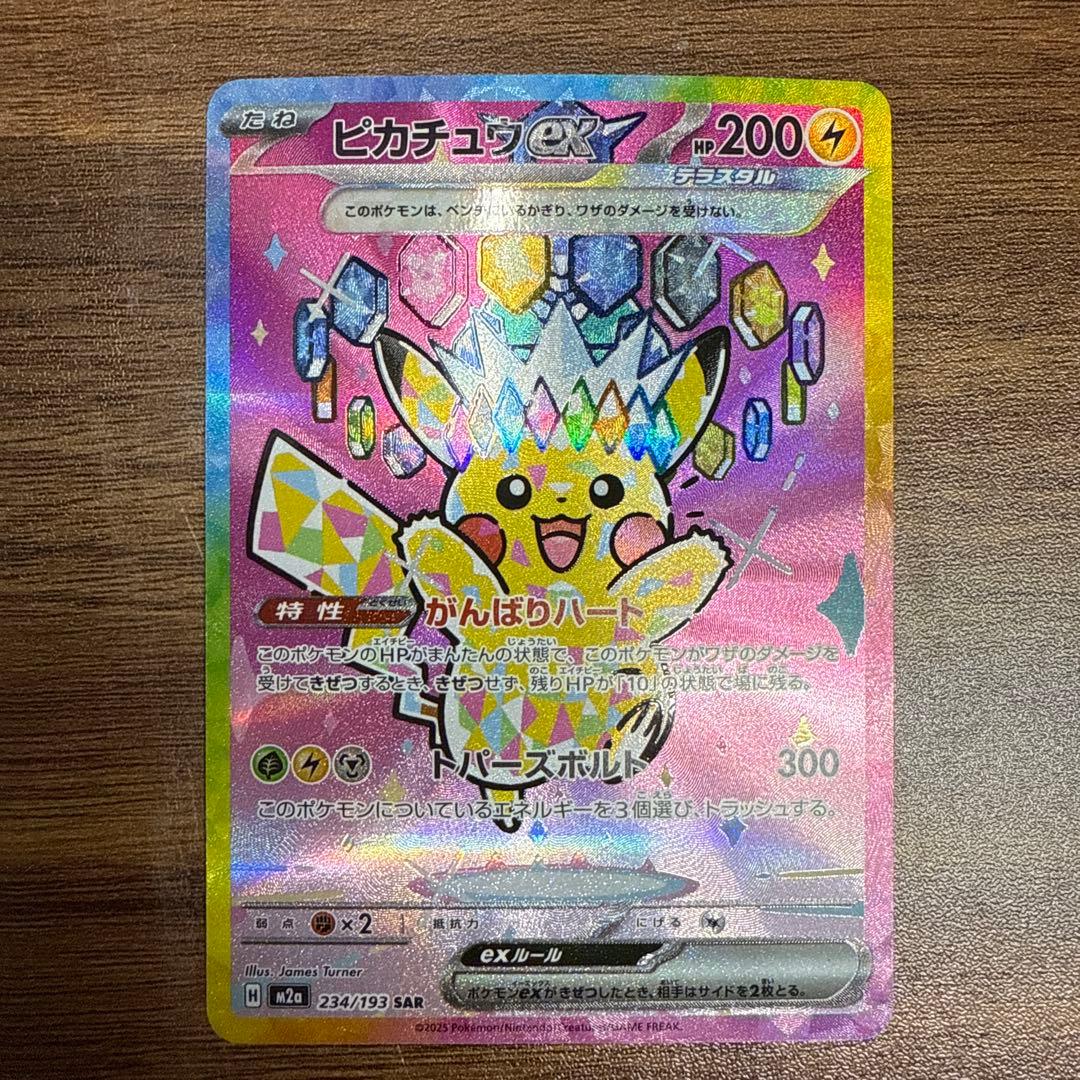 たね ピカチュウex HP200
テラスタル
このポケモンは、ベンチにいるかぎり、ワザのダメージを受けない。
特性 がんばりハート
このポケモンのHPがまんたんの状態で、このポケモンがワザのダメージを
受けてきぜつするとき、きぜつせず、残りHPが「10」の状態で場に残る。
トパーズボルト 300
このポケモンについているエネルギーを3個選び、トラッシュする。
弱点 ×2 抵抗力 にげる
exルール
ポケモンexがきぜつしたとき、相手はサイドを2枚とる。
Illus. James Turner
H m2a 234/193 SAR
©2025 Pokémon/Nintendo/Creatures/GAME FREAK.